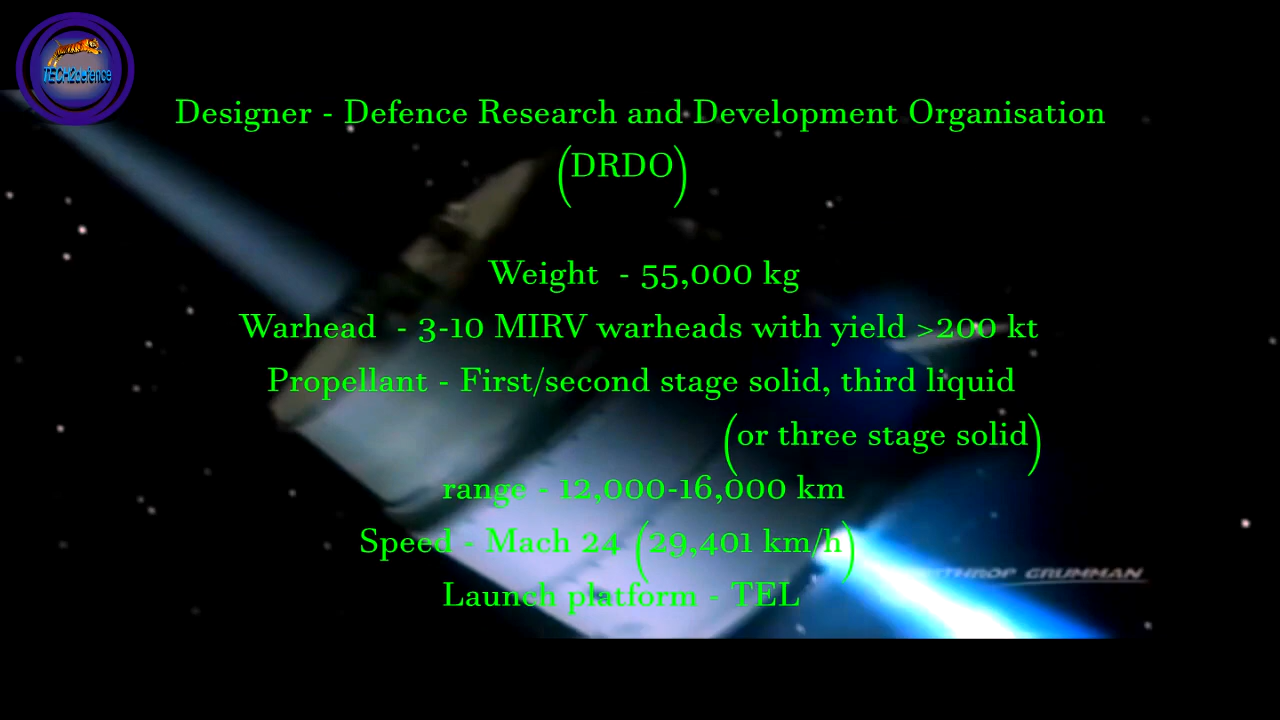 TECH2defence
Designer - Defence Research and Development Organisation
(DRDO)
Weight - 55,000 kg
Warhead - 3-10 MIRV warheads with yield >200 kt
Propellant - First/second stage solid, third liquid
(or three stage solid)
range - 12,000-16,000 km
Speed - Mach 24 (29,401 km/h)
Launch platform - TEL
GRUMMAN